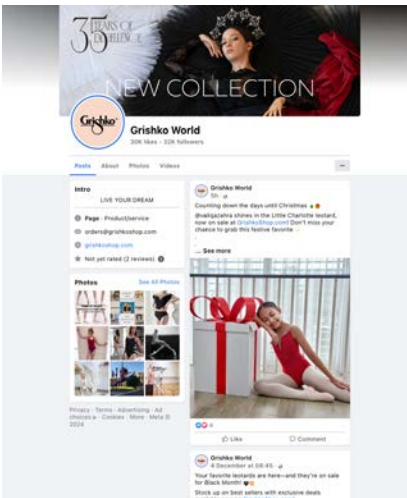 35 YEARS OF
EXCELLENCE
NEW COLLECTION
Grishko®
Grishko World
30K likes • 32K followers
Posts About Photos Videos
Intro
LIVE YOUR DREAM
Page · Product/service
orders@grishkoshop.com
grishkoshop.com
Not yet rated (2 reviews)
Photos See All Photos
Privacy · Terms · Advertising · Ad
choices · Cookies · More · Meta ©
2024
Grishko World
5h ·
Counting down the days until Christmas
@valiqazahra shines in the Little Charlotte leotard,
now on sale at GrishkoShop.com! Don't miss your
chance to grab this festive favorite
.
... See more
4
Like Comment
Grishko World
4 December at 08:45 ·
Your favorite leotards are here—and they're on sale
for Black Month!
Stock up on best sellers with exclusive deals